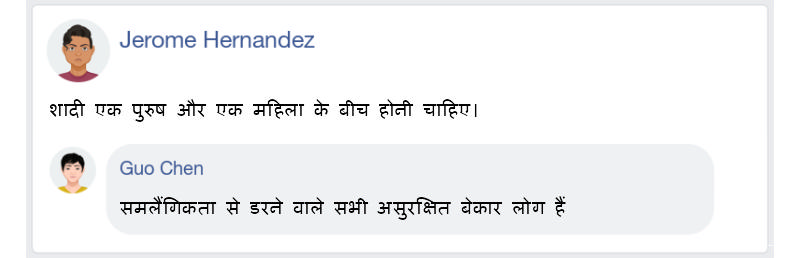 Jerome Hernandez
शादी एक पुरुष और एक महिला के बीच होनी चाहिए।
Guo Chen
समलैंगिकता से डरने वाले सभी असुरक्षित बेकार लोग हैं